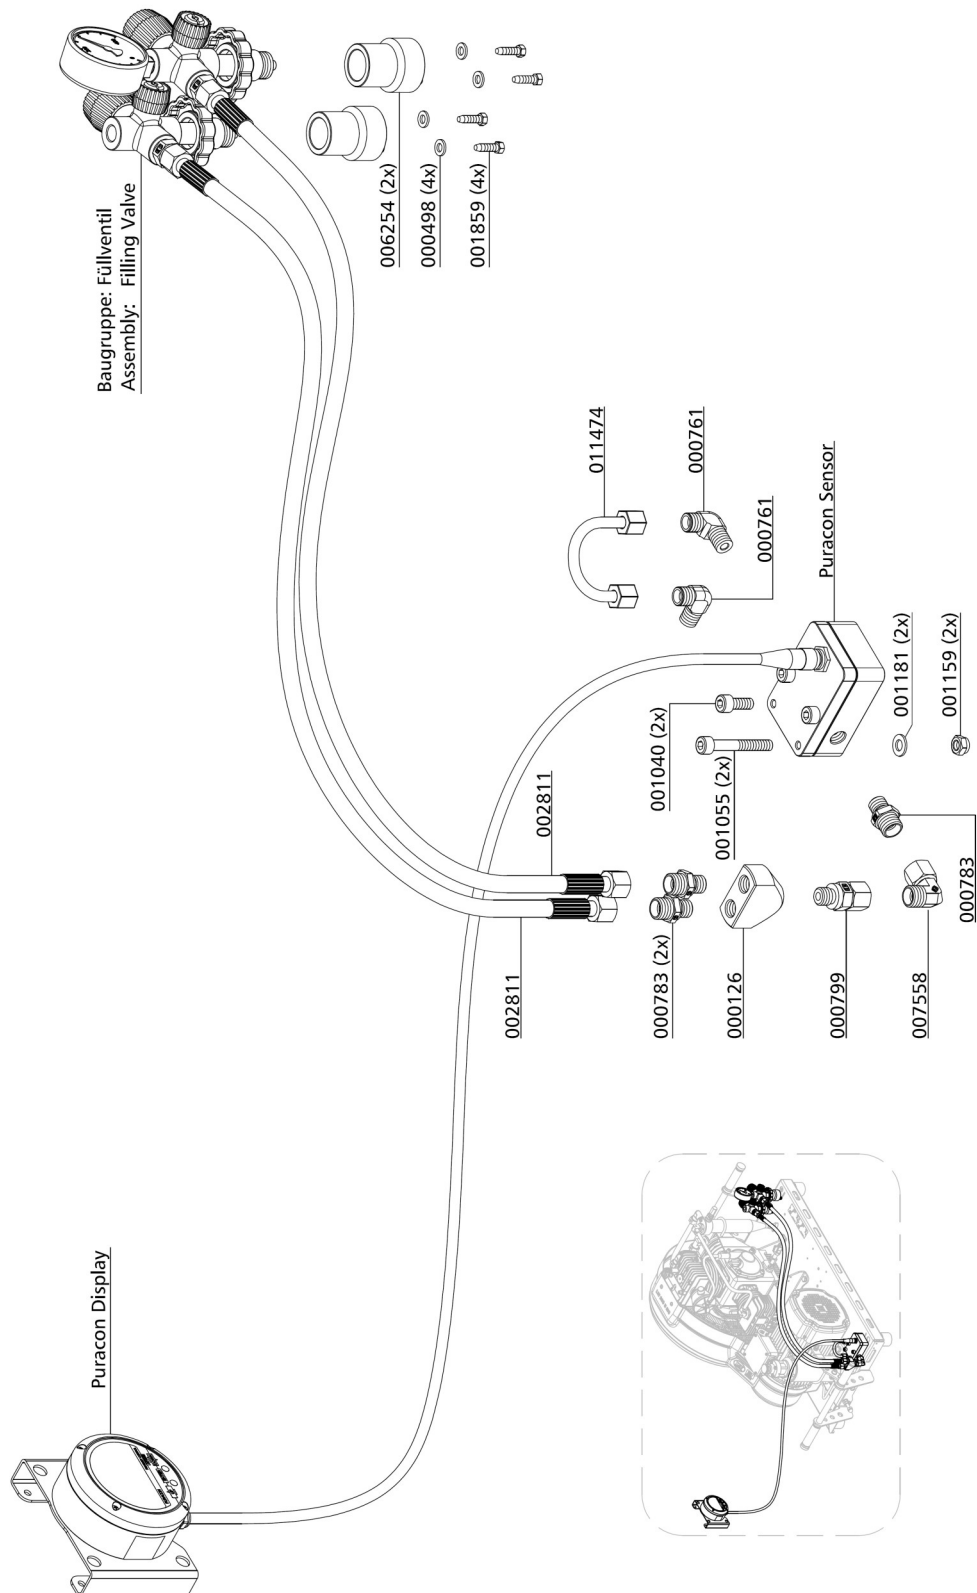 Baugruppe: Füllventil
Assembly: Filling Valve
006254 (2x)
000498 (4x)
001859 (4x)
011474
000761
000761
Puracon Sensor
001040 (2x)
001055 (2x)
001181 (2x)
001159 (2x)
002811
002811
000783 (2x)
000126
000799
007558
000783
Puracon Display